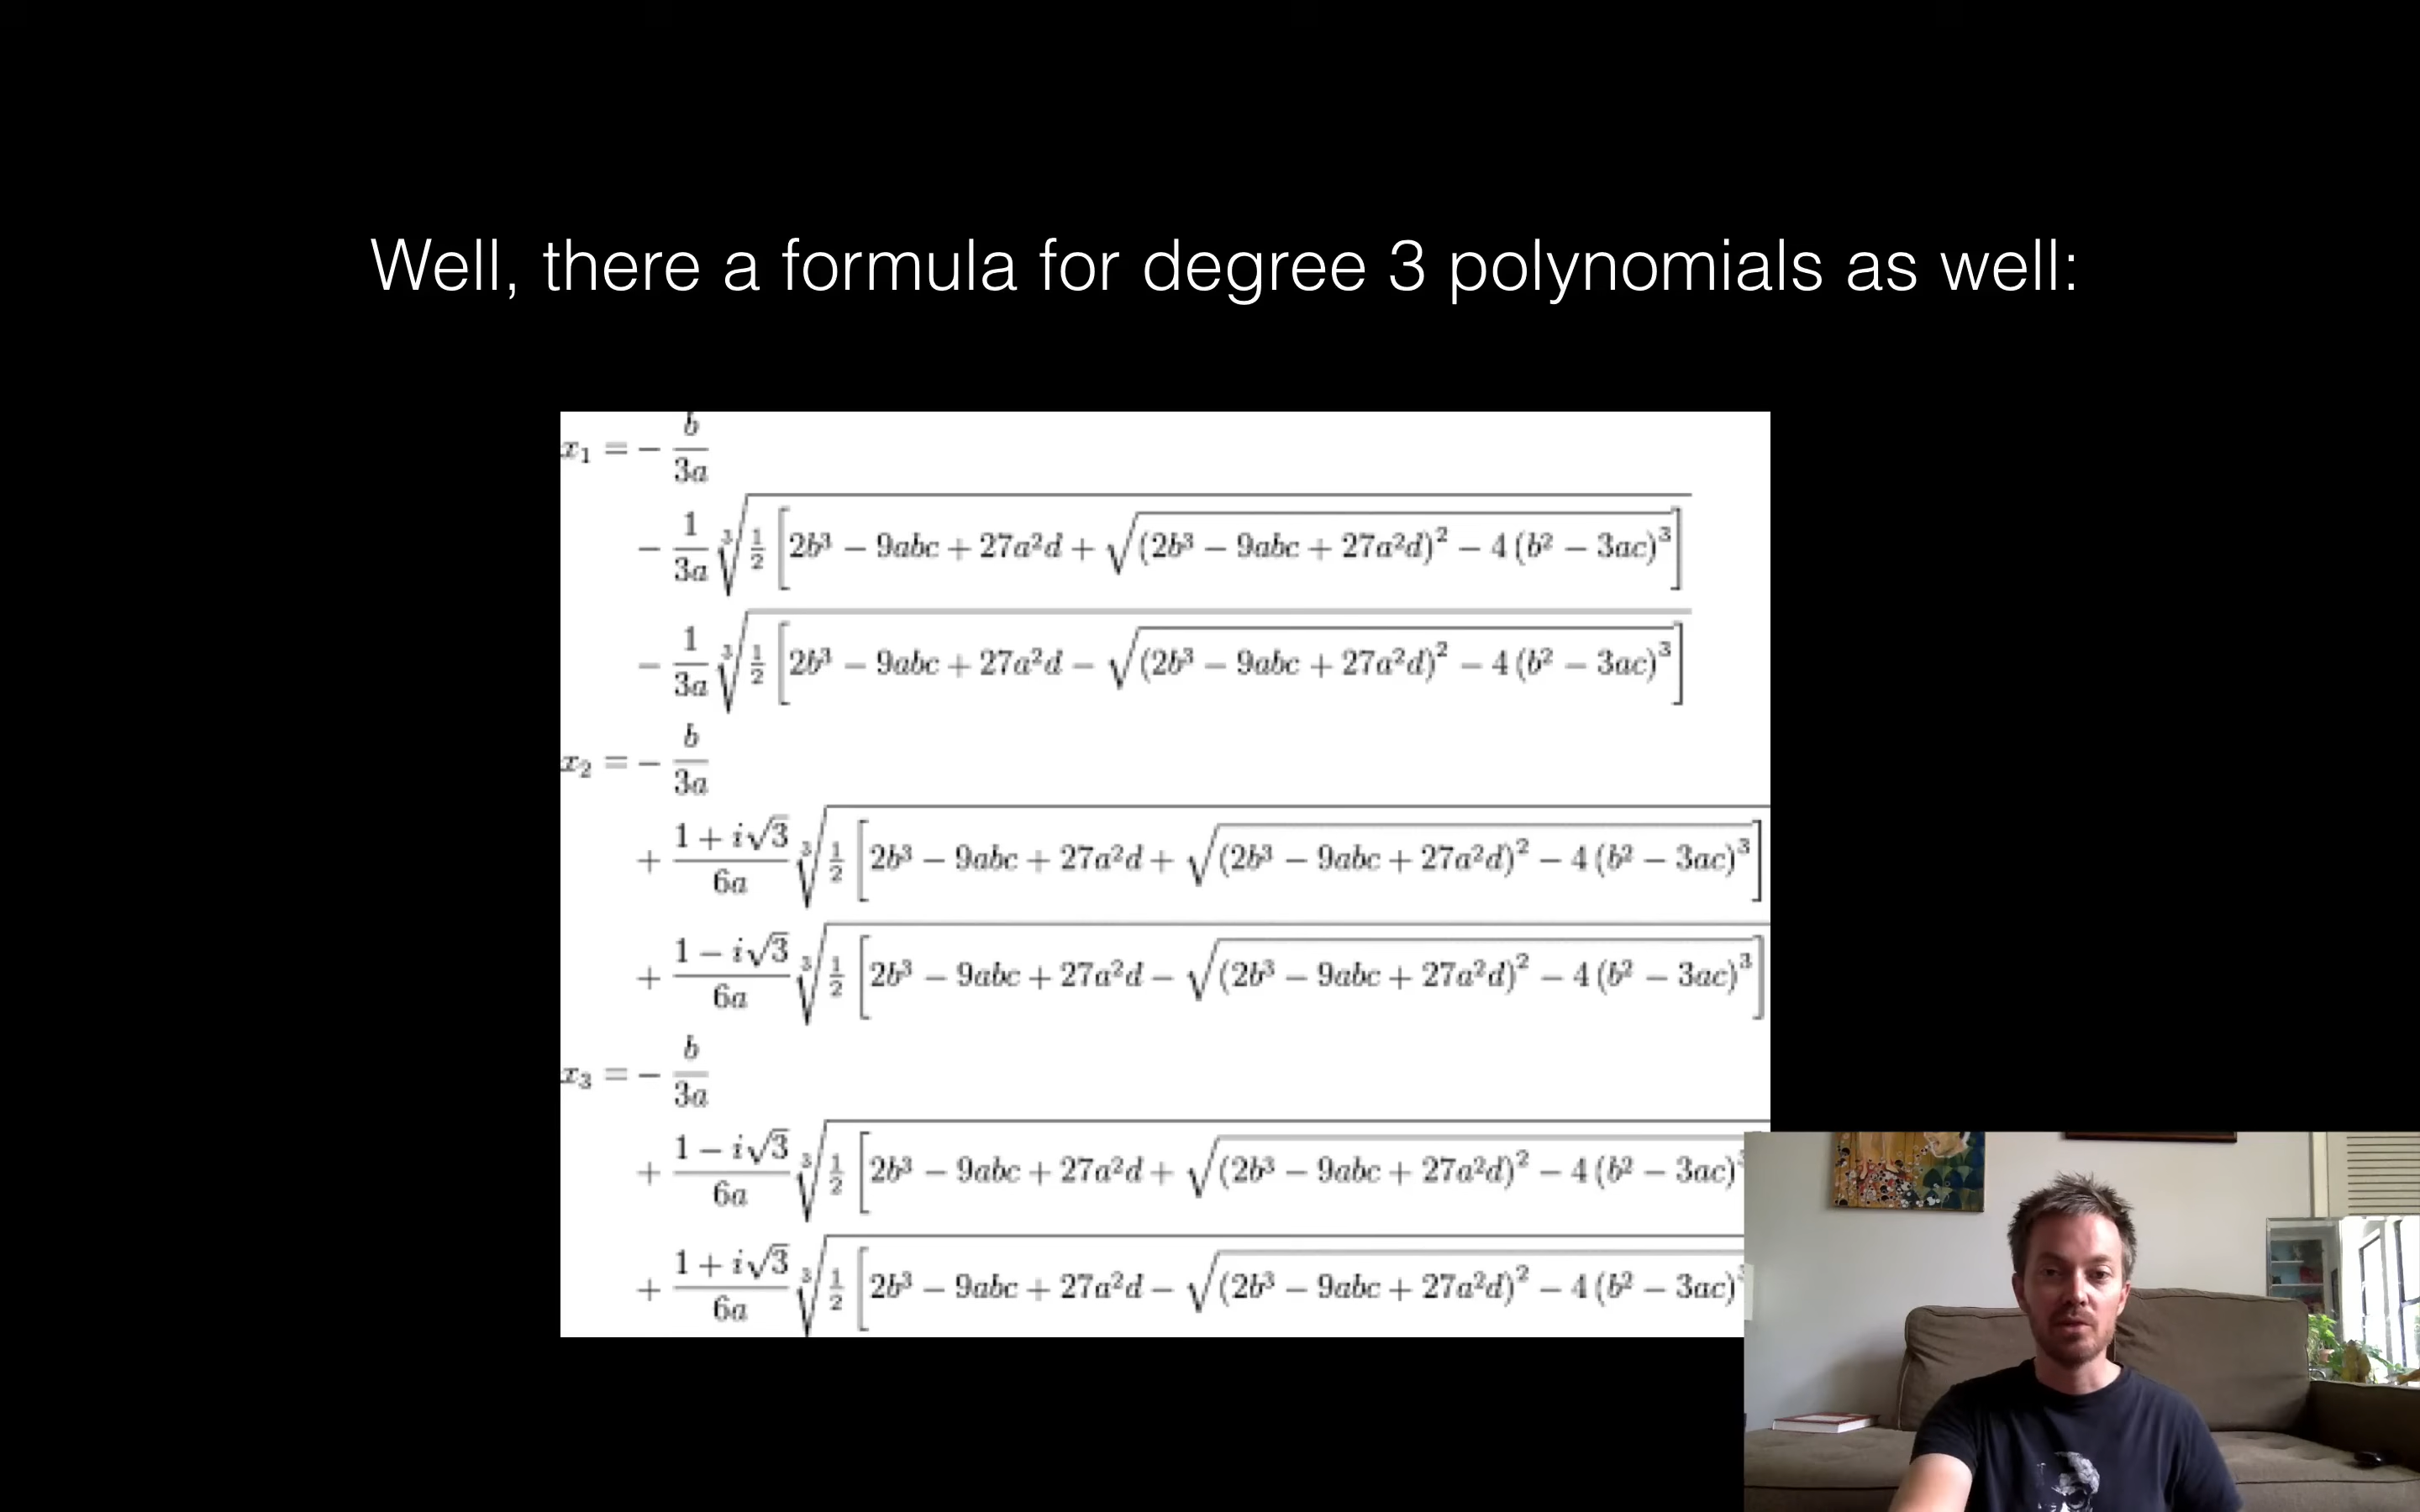 Well, there a formula for degree 3 polynomials as well:
x₁ = − b/3a
− 1/3a ∛ ½ [2b³ − 9abc + 27a²d + √(2b³ − 9abc + 27a²d)² − 4 (b² − 3ac)³]
− 1/3a ∛ ½ [2b³ − 9abc + 27a²d − √(2b³ − 9abc + 27a²d)² − 4 (b² − 3ac)³]
x₂ = − b/3a
+ 1 + i√3/6a ∛ ½ [2b³ − 9abc + 27a²d + √(2b³ − 9abc + 27a²d)² − 4 (b² − 3ac)³]
+ 1 − i√3/6a ∛ ½ [2b³ − 9abc + 27a²d − √(2b³ − 9abc + 27a²d)² − 4 (b² − 3ac)³]
x₃ = − b/3a
+ 1 − i√3/6a ∛ ½ [2b³ − 9abc + 27a²d + √(2b³ − 9abc + 27a²d)² − 4 (b² − 3ac)
+ 1 + i√3/6a ∛ ½ [2b³ − 9abc + 27a²d − √(2b³ − 9abc + 27a²d)² − 4 (b² − 3ac)